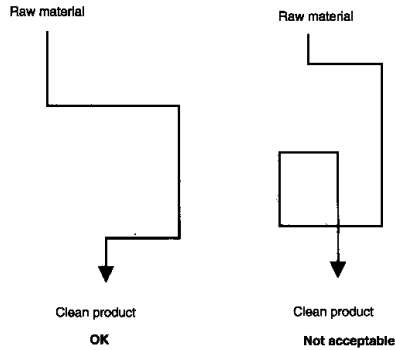 Raw material
Clean product
OK
Raw material
Clean product
Not acceptable